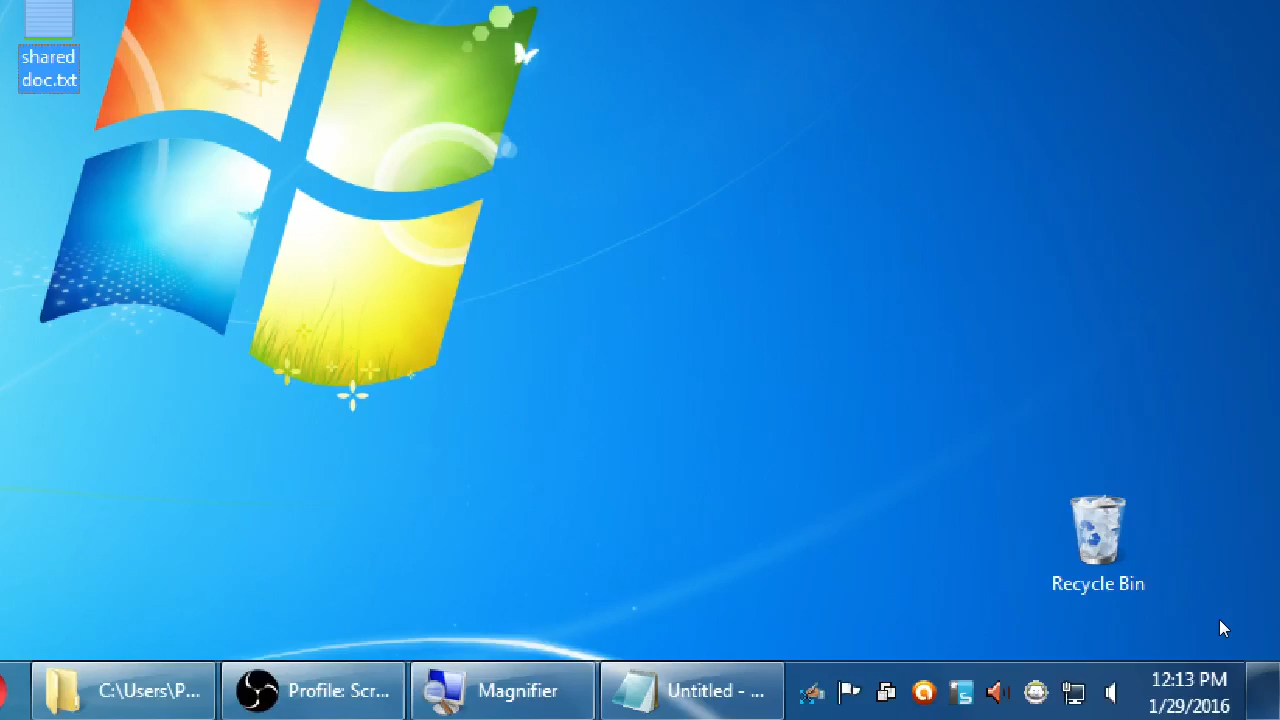 shared
doc.txt
Recycle Bin
C:\Users\P...
Profile: Scr...
Magnifier
Untitled - ...
12:13 PM
1/29/2016